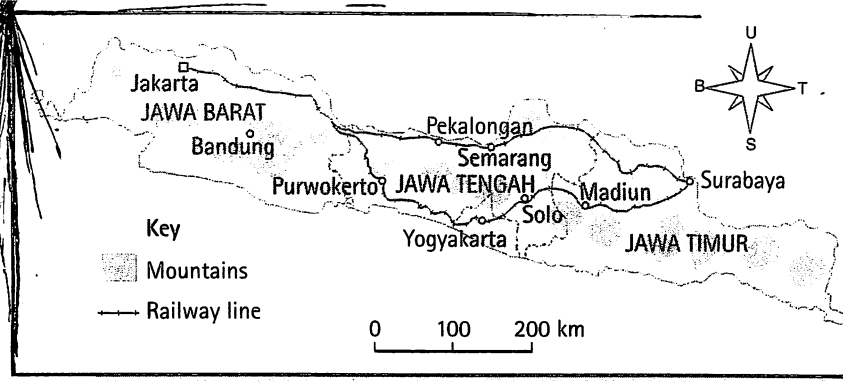 U
B T
S
Jakarta
JAWA BARAT
Bandung
Pekalongan
Semarang
Purwokerto
JAWA TENGAH
Madiun
Surabaya
Solo
Yogyakarta
JAWA TIMUR
Key
Mountains
Railway line
0 100 200 km